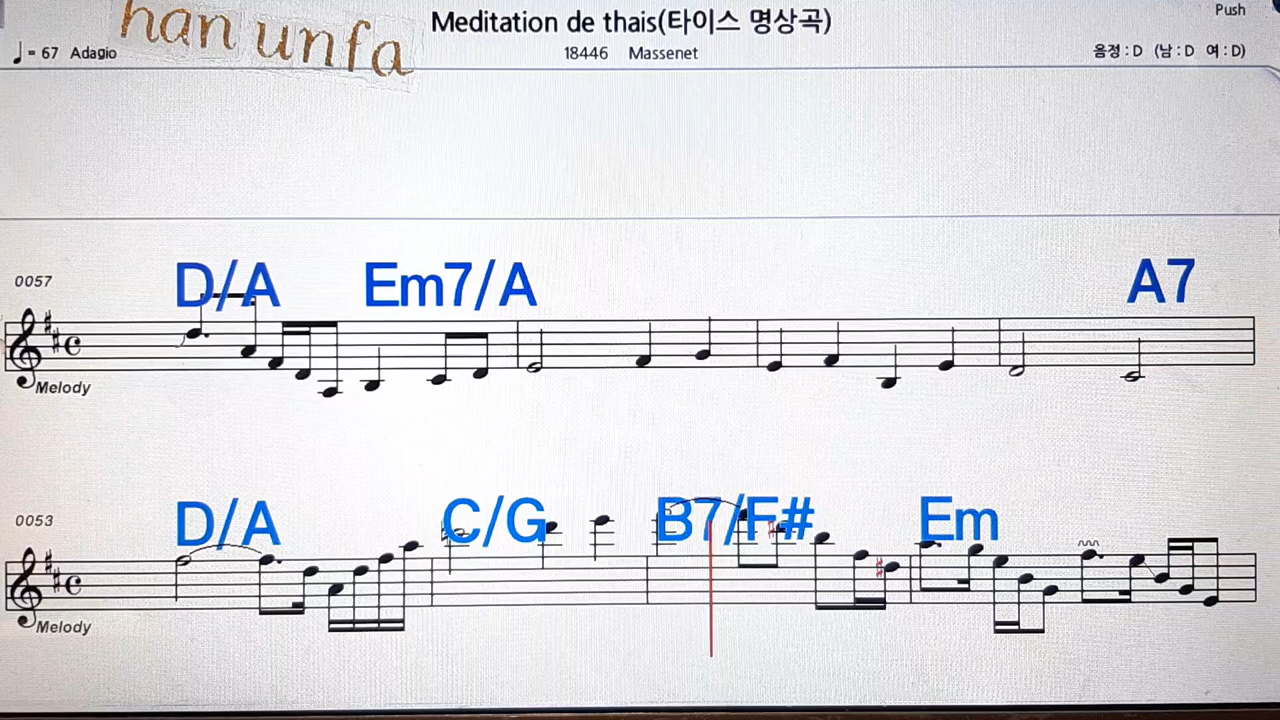 han unfa
Meditation de thais(타이스 명상곡)
Push
♩= 67 Adagio
18446 Massenet
음정 : D (남 : D 여 : D)
0057
D/A Em7/A A7
Melody
0053
D/A C/G B7/F# Em
Melody